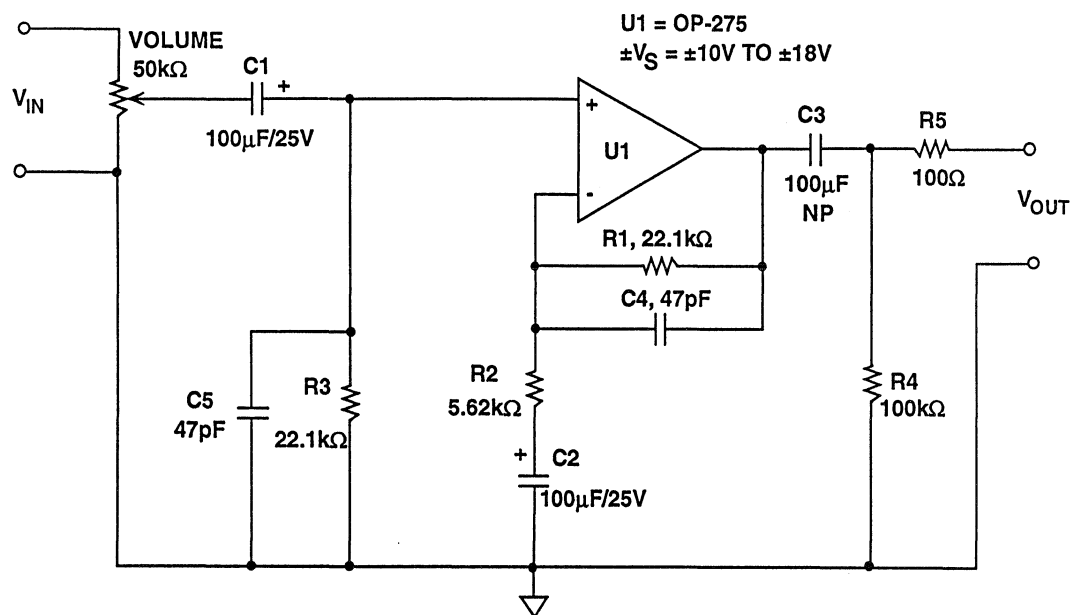 U1 = OP-275
±VS = ±10V TO ±18V
VOLUME
50kΩ
C1
+
VIN
100μF/25V
+
U1
-
C3
100μF
NP
R5
100Ω
VOUT
R1, 22.1kΩ
C4, 47pF
R2
5.62kΩ
R3
22.1kΩ
C5
47pF
R4
100kΩ
+
C2
100μF/25V